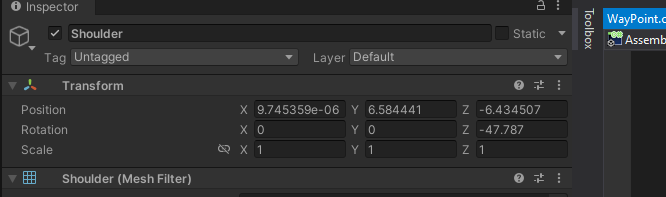 Inspector
Shoulder
Static
Tag Untagged Layer Default
Transform
Position X 9.745359e-06 Y 6.584441 Z -6.434507
Rotation X 0 Y 0 Z -47.787
Scale X 1 Y 1 Z 1
Shoulder (Mesh Filter)
Toolbox
WayPoint.c
Assemb